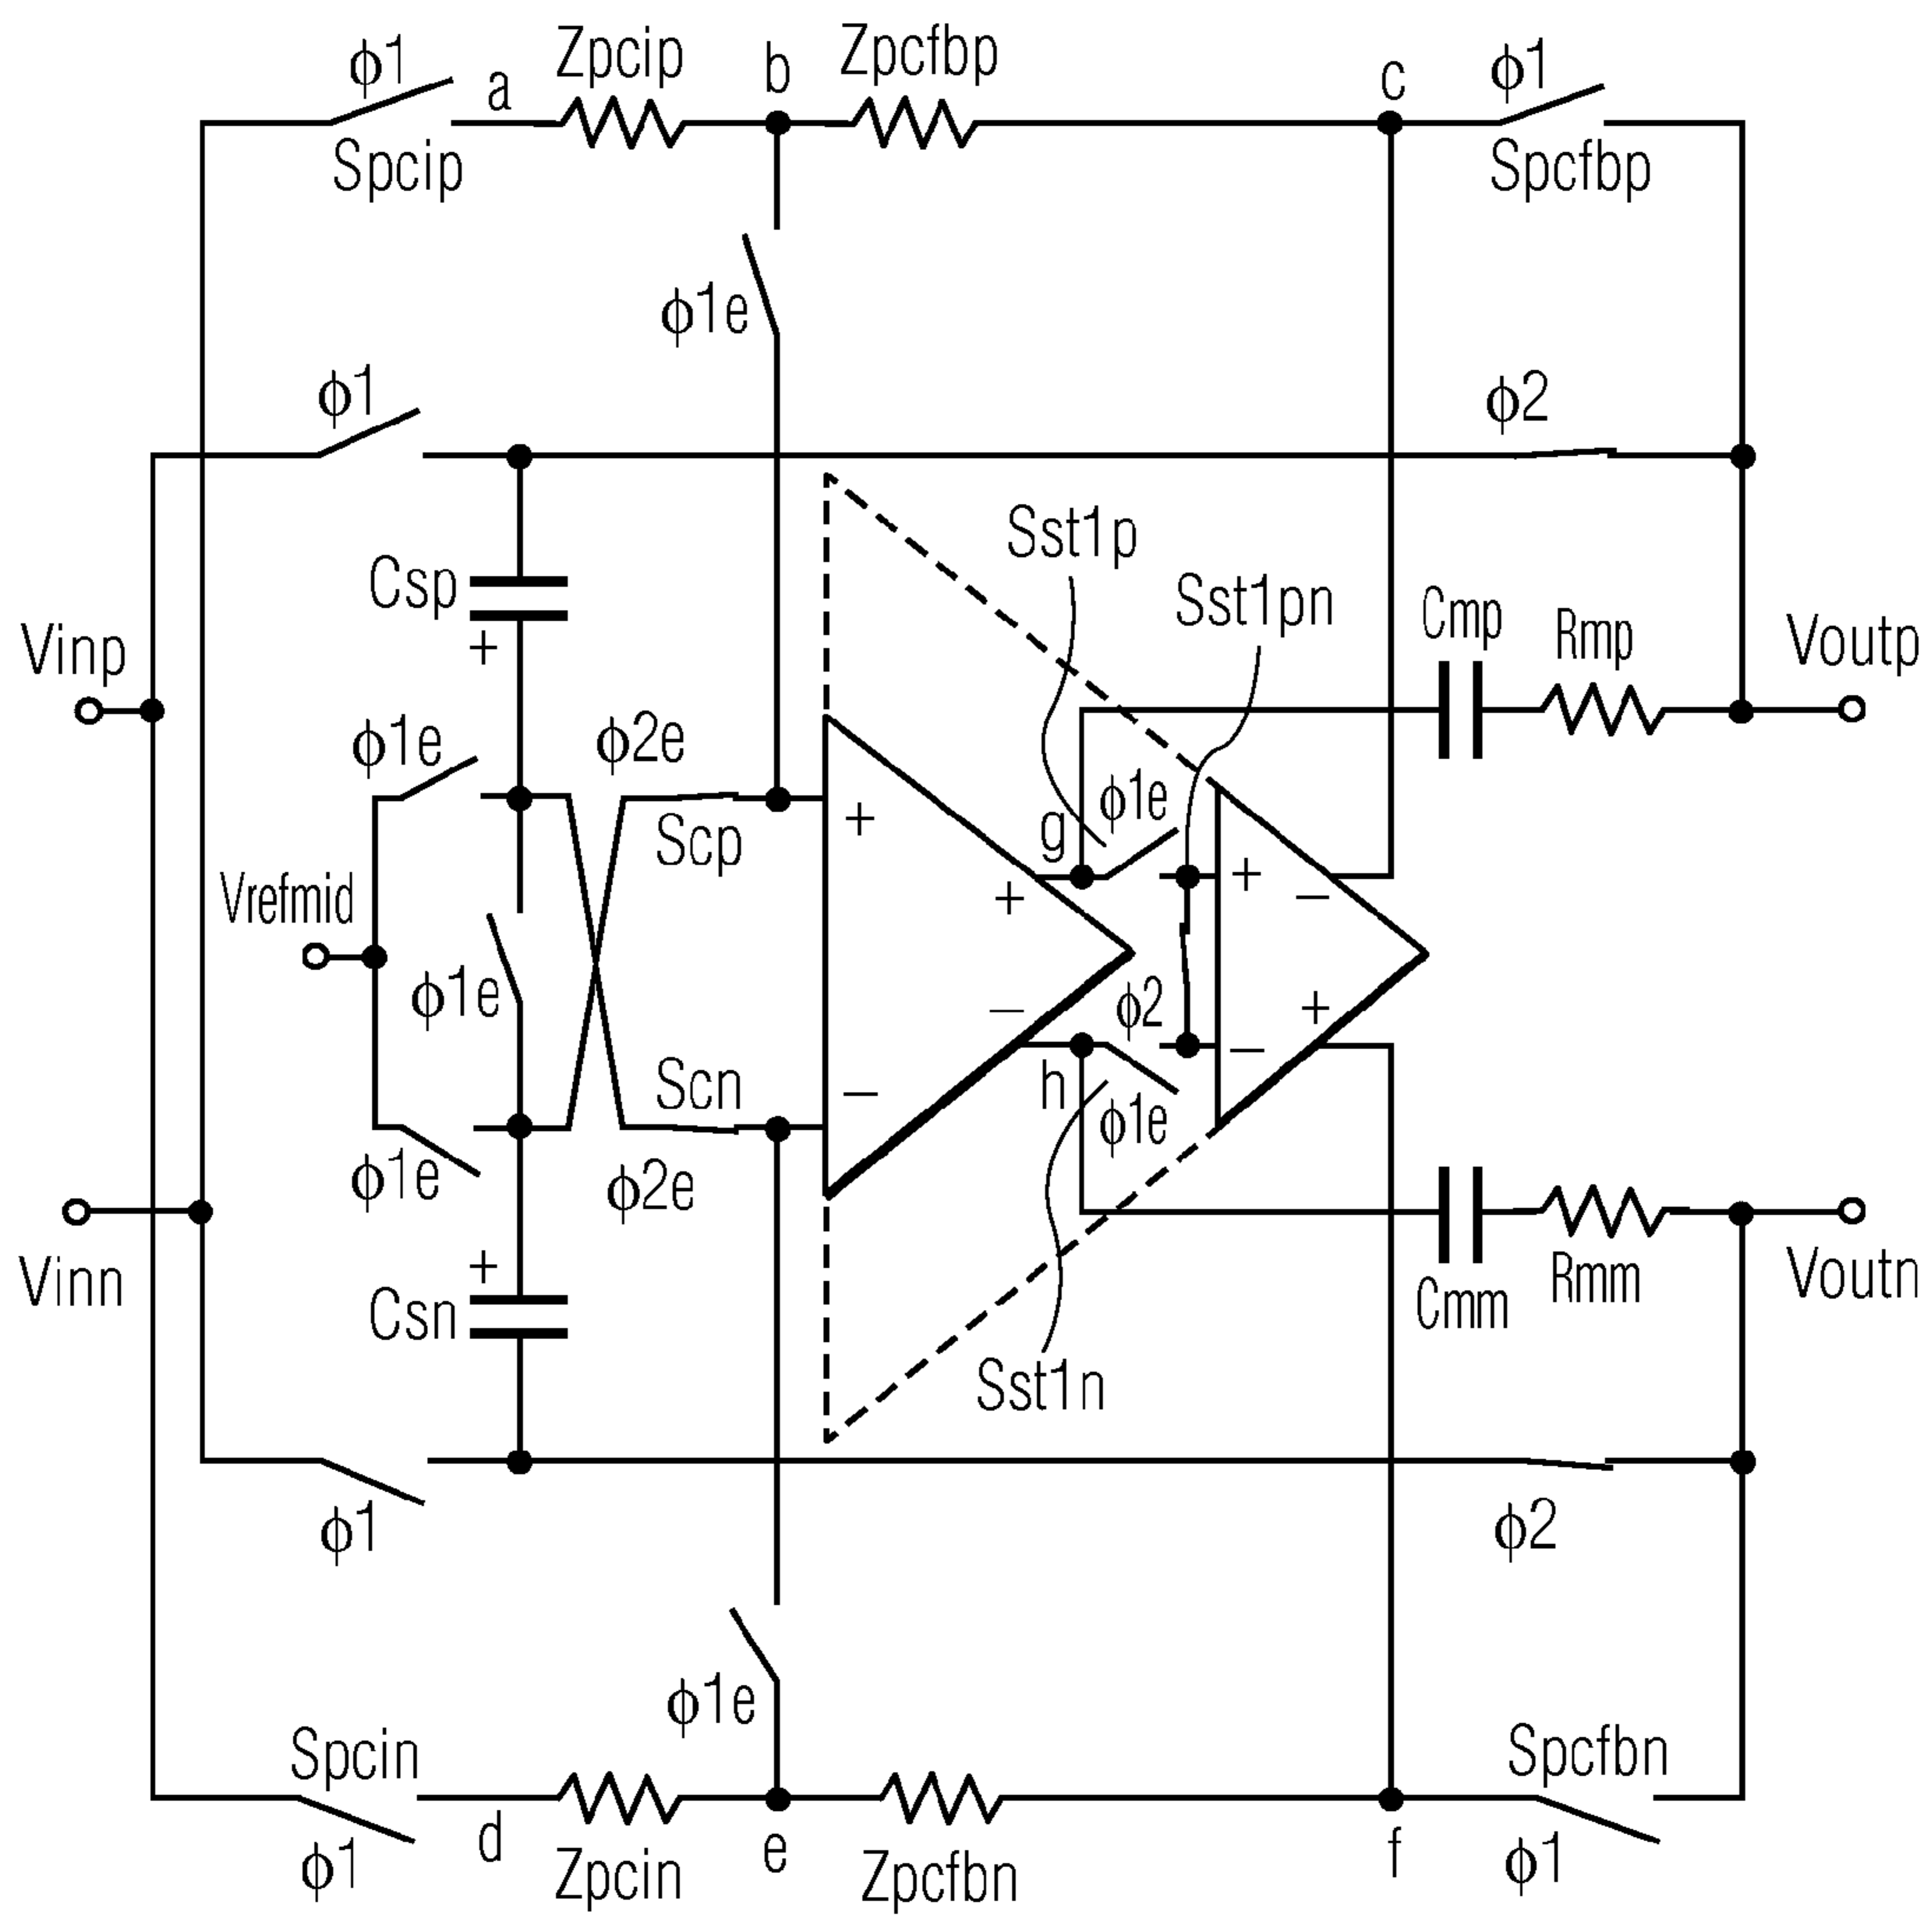 ϕ1
a
Zpcip
b
Zpcfbp
c
ϕ1
Spcip
Spcfbp
ϕ1e
ϕ1
ϕ2
Csp
+
Sst1p
Sst1pn
Cmp
Rmp
Voutp
Vinp
ϕ1e
ϕ2e
Scp
+
g
ϕ1e
+
+
−
Vrefmid
ϕ1e
−
ϕ2
+
−
Scn
−
h
ϕ1e
ϕ1e
ϕ2e
Vinn
+
Csn
Sst1n
Cmm
Rmm
Voutn
ϕ1
ϕ2
ϕ1e
Spcin
Spcfbn
ϕ1
d
Zpcin
e
Zpcfbn
f
ϕ1